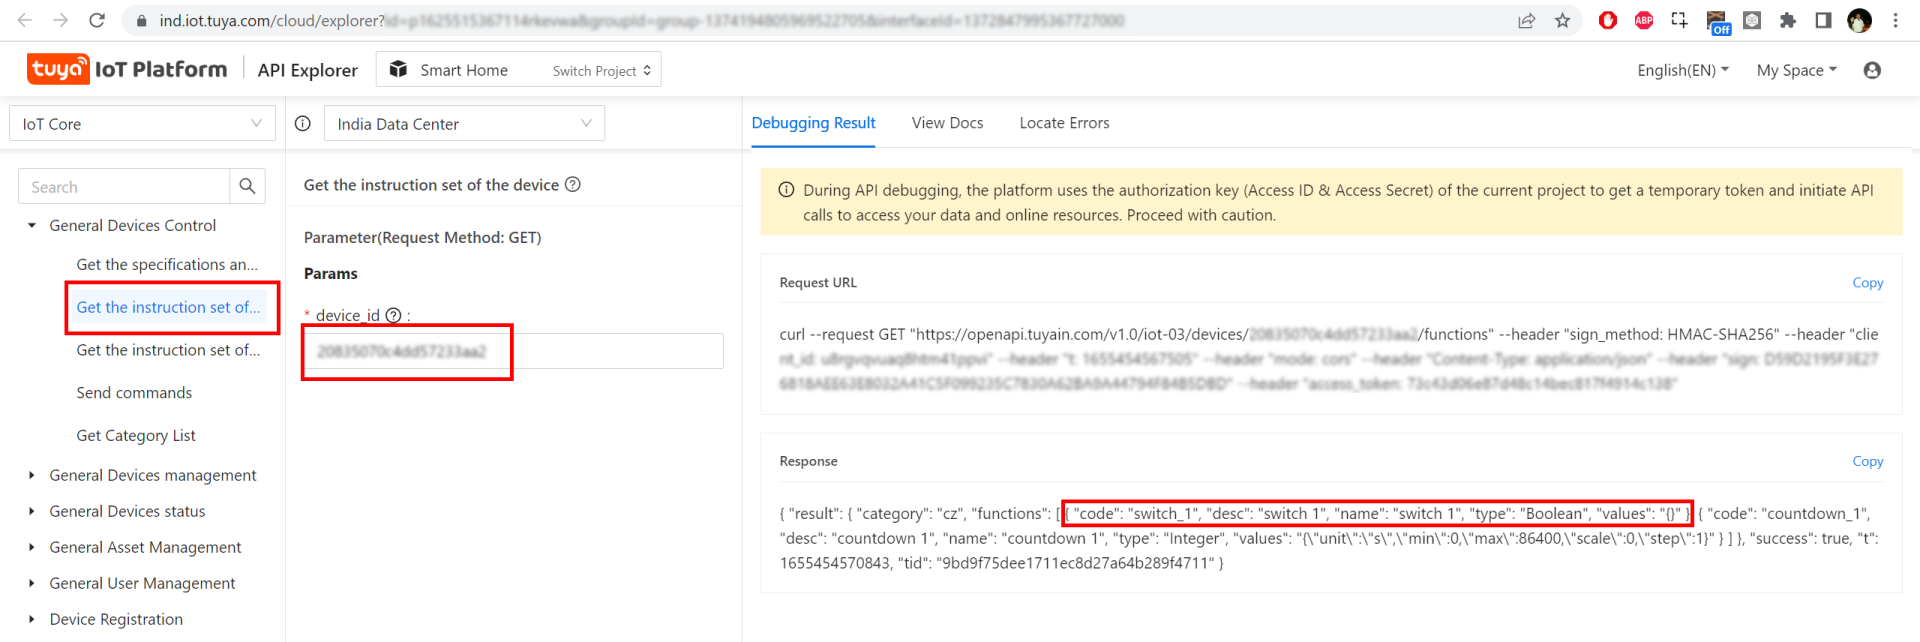 ind.iot.tuya.com/cloud/explorer?
ABP
Off
tuya IoT Platform
API Explorer
Smart Home
Switch Project
English(EN)
My Space
IoT Core
India Data Center
Debugging Result
View Docs
Locate Errors
Search
General Devices Control
Get the specifications an...
Get the instruction set of...
Get the instruction set of...
Send commands
Get Category List
General Devices management
General Devices status
General Asset Management
General User Management
Device Registration
Get the instruction set of the device
Parameter(Request Method: GET)
Params
* device_id :
During API debugging, the platform uses the authorization key (Access ID & Access Secret) of the current project to get a temporary token and initiate API
calls to access your data and online resources. Proceed with caution.
Request URL
Copy
curl --request GET "https://openapi.tuyain.com/v1.0/iot-03/devices/ /functions" --header "sign_method: HMAC-SHA256" --header "clie
Response
Copy
{ "result": { "category": "cz", "functions": [ { "code": "switch_1", "desc": "switch 1", "name": "switch 1", "type": "Boolean", "values": "{}" } { "code": "countdown_1",
"desc": "countdown 1", "name": "countdown 1", "type": "Integer", "values": "{\"unit\":\"s\",\"min\":0,\"max\":86400,\"scale\":0,\"step\":1}" } ] }, "success": true, "t":
1655454570843, "tid": "9bd9f75dee1711ec8d27a64b289f4711" }